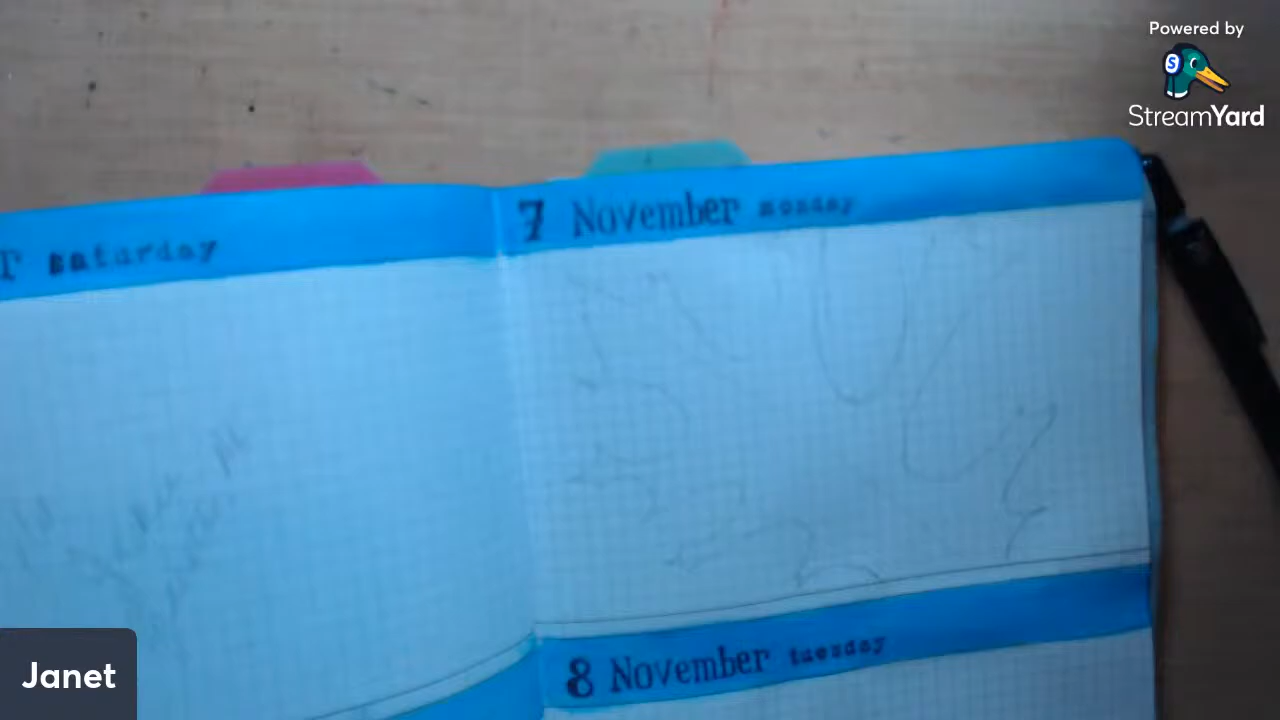 Powered by
StreamYard
saturday
7 November monday
8 November tuesday
Janet